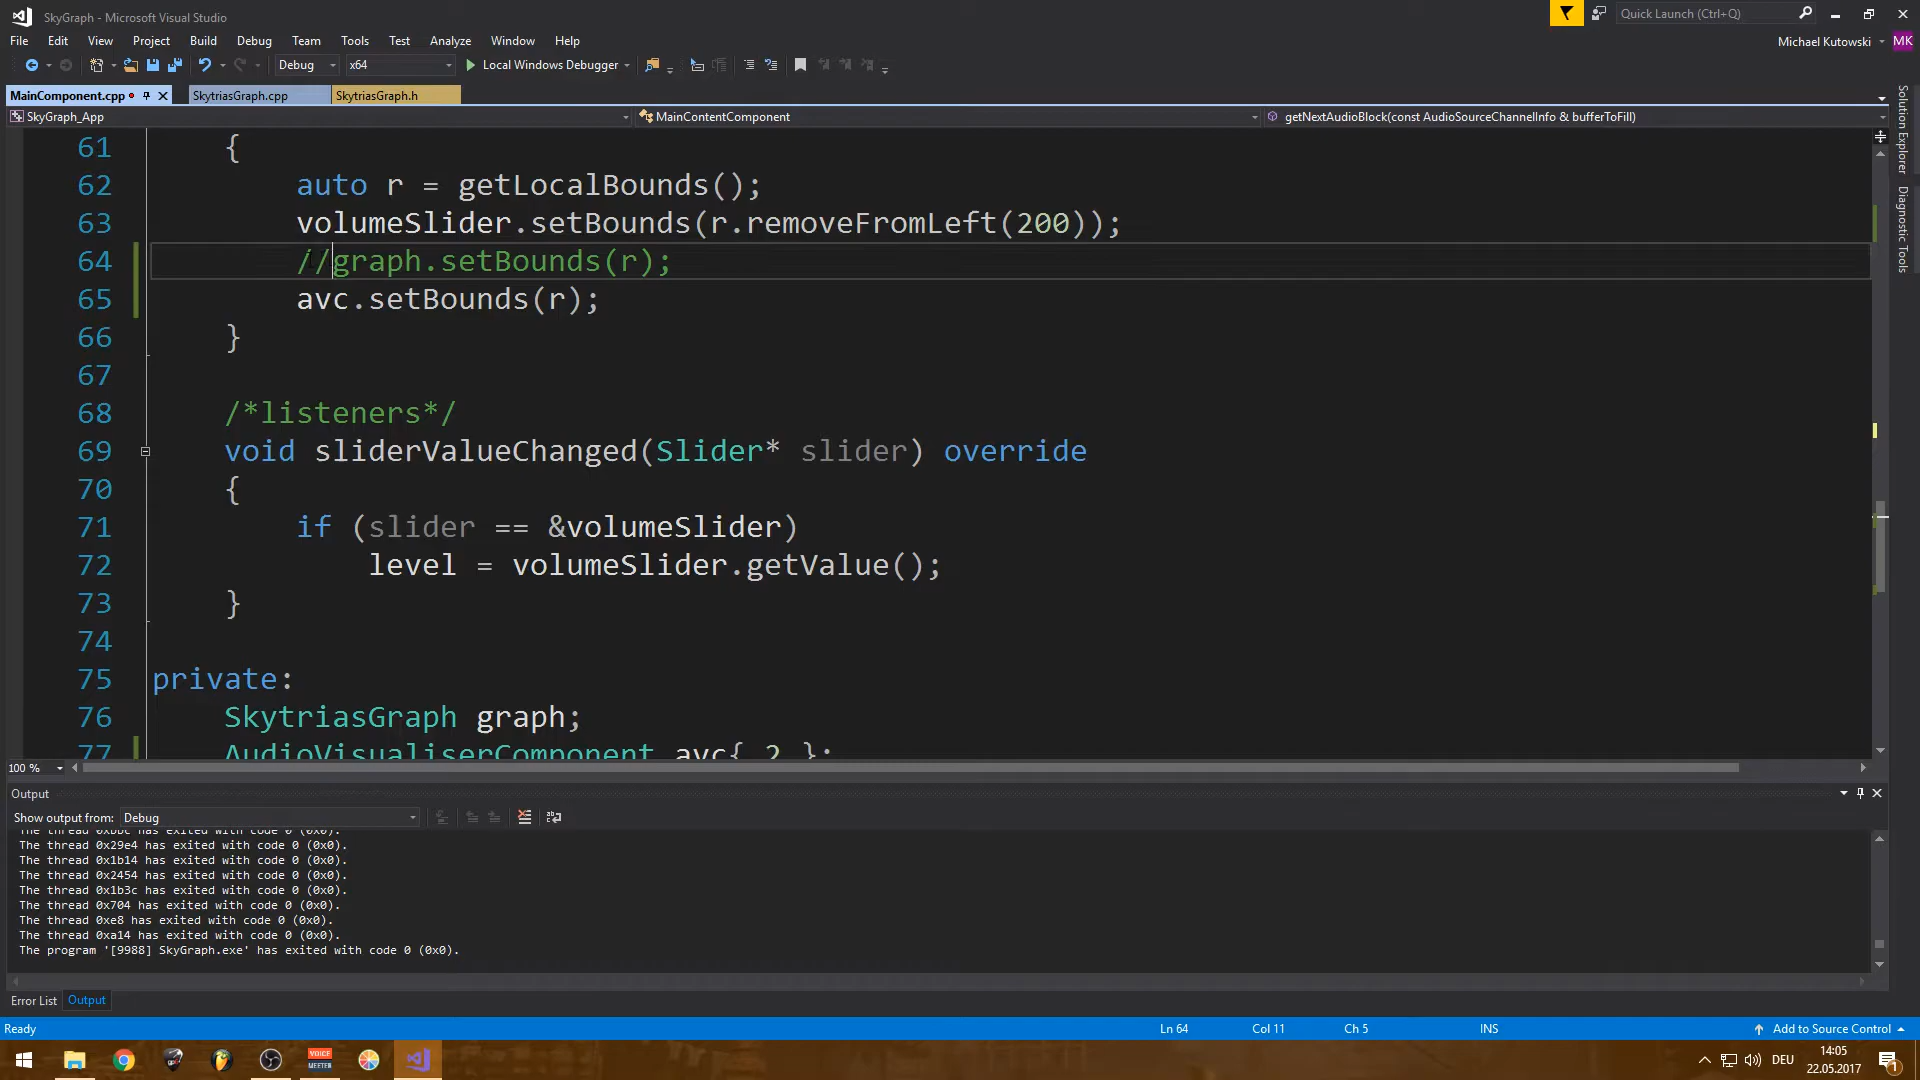 SkyGraph - Microsoft Visual Studio
Quick Launch (Ctrl+Q)
File Edit View Project Build Debug Team Tools Test Analyze Window Help
Michael Kutowski MK
Debug x64 Local Windows Debugger
MainComponent.cpp SkytriasGraph.cpp SkytriasGraph.h
SkyGraph_App MainContentComponent getNextAudioBlock(const AudioSourceChannelInfo & bufferToFill)
Solution Explorer
Diagnostic Tools
61 {
62 auto r = getLocalBounds();
63 volumeSlider.setBounds(r.removeFromLeft(200));
64 //graph.setBounds(r);
65 avc.setBounds(r);
66 }
67
68 /*listeners*/
69 void sliderValueChanged(Slider* slider) override
70 {
71 if (slider == &volumeSlider)
72 level = volumeSlider.getValue();
73 }
74
75 private:
76 SkytriasGraph graph;
77 AudioVisualiserComponent avc{ 2 };
100 %
Output
Show output from: Debug
The thread 0xbbc has exited with code 0 (0x0).
The thread 0x29e4 has exited with code 0 (0x0).
The thread 0x1b14 has exited with code 0 (0x0).
The thread 0x2454 has exited with code 0 (0x0).
The thread 0x1b3c has exited with code 0 (0x0).
The thread 0x704 has exited with code 0 (0x0).
The thread 0xe8 has exited with code 0 (0x0).
The thread 0xa14 has exited with code 0 (0x0).
The program '[9988] SkyGraph.exe' has exited with code 0 (0x0).
Error List Output
Ready Ln 64 Col 11 Ch 5 INS Add to Source Control
VOICE
MEETER
DEU
14:05
22.05.2017
1